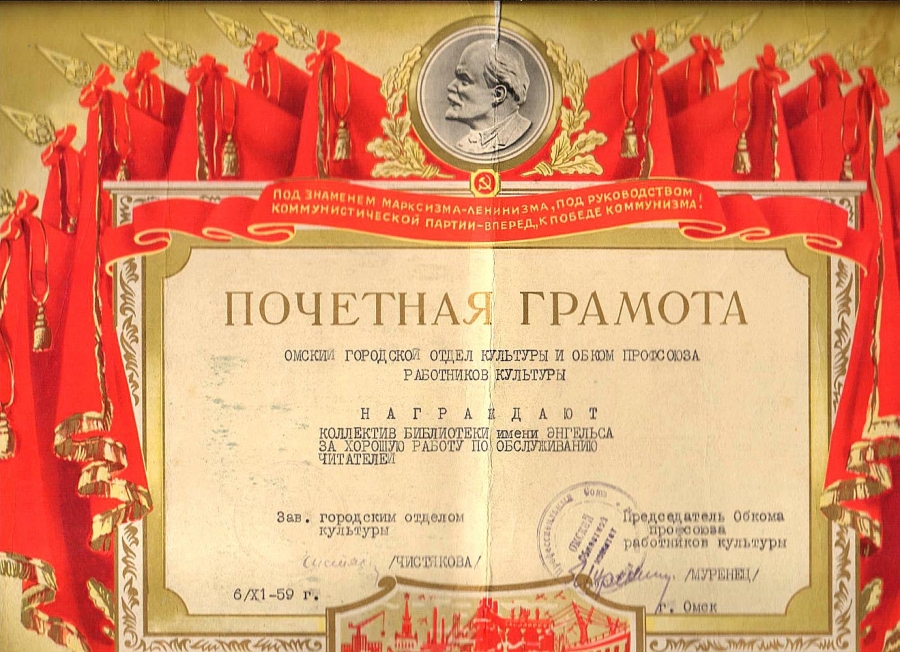 ПОД ЗНАМЕНЕМ МАРКСИЗМА-ЛЕНИНИЗМА, ПОД РУКОВОДСТВОМ
КОММУНИСТИЧЕСКОЙ ПАРТИИ-ВПЕРЕД, К ПОБЕДЕ КОММУНИЗМА!
ПОЧЕТНАЯ ГРАМОТА
ОМСКИЙ ГОРОДСКОЙ ОТДЕЛ КУЛЬТУРЫ И ОБКОМ ПРОФСОЮЗА
РАБОТНИКОВ КУЛЬТУРЫ
Н А Г Р А Ж Д А Ю Т
КОЛЛЕКТИВ БИБЛИОТЕКИ имени ЭНГЕЛЬСА
ЗА ХОРОШУЮ РАБОТУ ПО ОБСЛУЖИВАНИЮ
ЧИТАТЕЛЕЙ
Зав. городским отделом
культуры
/ЧИСТЯКОВА/
Председатель Обкома
профсоюза
работников культуры
/МУРЕНЕЦ/
6/X1-59 г.
г. Омск